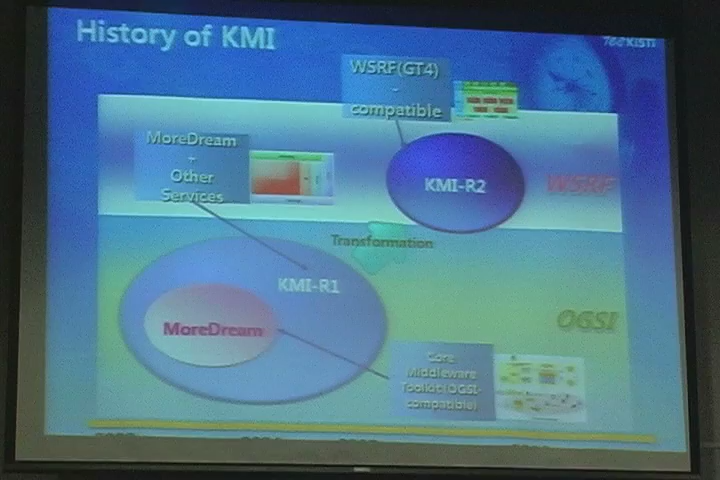 History of KMI
KISTI
WSRF(GT4)
-
compatible
MoreDream
+
Other
Services
KMI-R2
WSRF
Transformation
KMI-R1
MoreDream
OGSI
Core
Middleware
Toolkit(OGSI-
compatible)